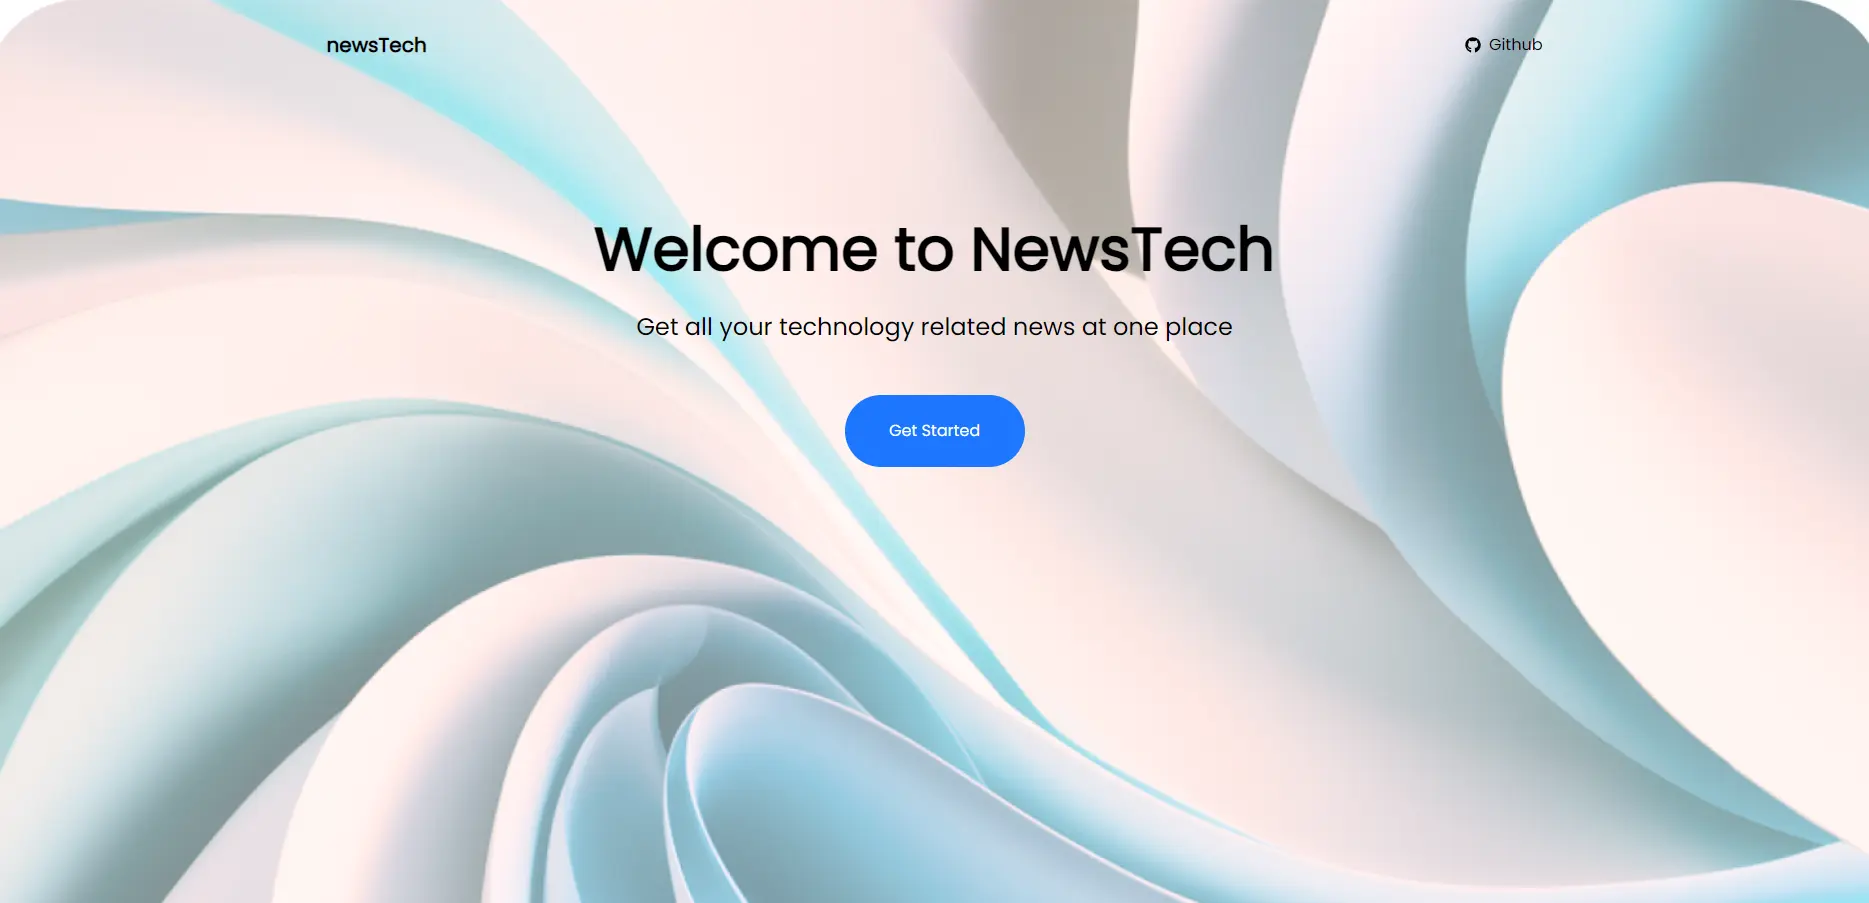 newsTech
Github
Welcome to NewsTech
Get all your technology related news at one place
Get Started